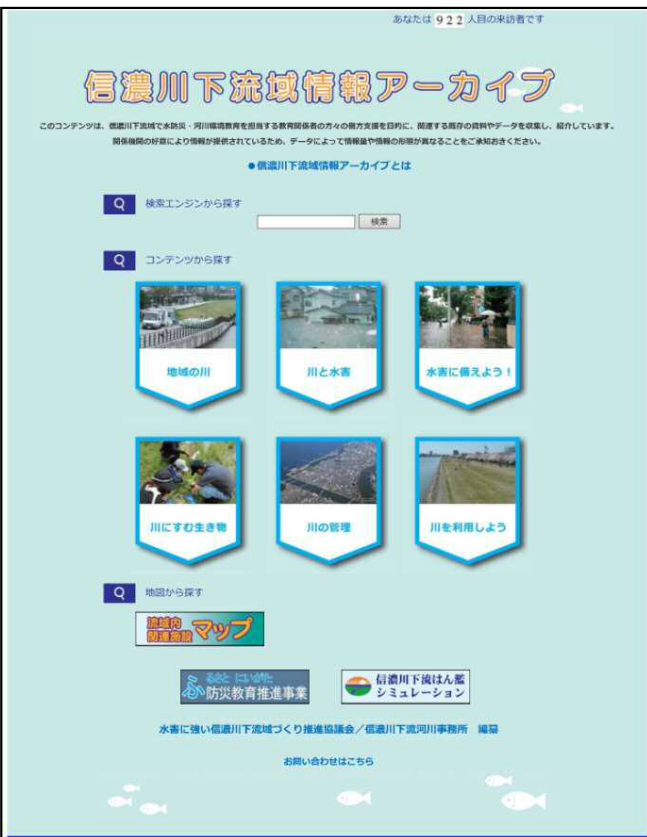 あなたは 922 人目の来訪者です
信濃川下流域情報アーカイブ
このコンテンツは、信濃川下流域で水防災・河川環境教育を担当する教育関係者の方々の側方支援を目的に、関連する既存の資料やデータを収集し、紹介しています。
関係機関の好意により情報が提供されているため、データによって情報量や情報の形態が異なることをご承知おきください。
●信濃川下流域情報アーカイブとは
Q 検索エンジンから探す
検索
Q コンテンツから探す
地域の川 川と水害 水害に備えよう！
川にすむ生き物 川の管理 川を利用しよう
Q 地図から探す
流域内
関連施設 マップ
ふるさと にいがた
防災教育推進事業
信濃川下流はん濫
シミュレーション
水害に強い信濃川下流域づくり推進協議会／信濃川下流河川事務所 編纂
お問い合わせはこちら